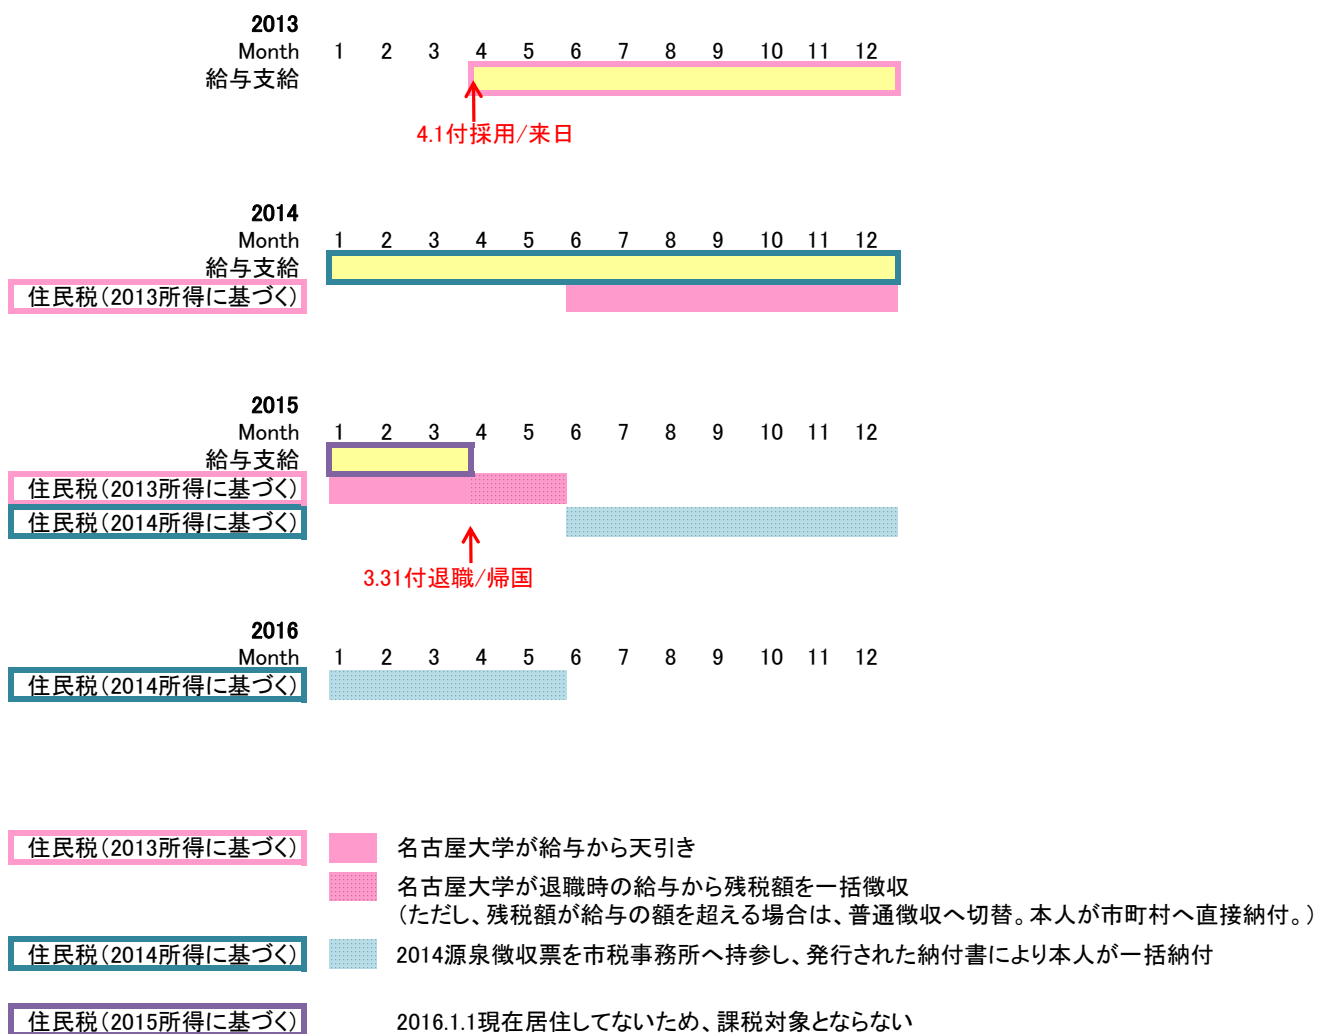 2013
Month 1 2 3 4 5 6 7 8 9 10 11 12
給与支給
4.1付採用/来日
2014
Month 1 2 3 4 5 6 7 8 9 10 11 12
給与支給
住民税(2013所得に基づく)
2015
Month 1 2 3 4 5 6 7 8 9 10 11 12
給与支給
住民税(2013所得に基づく)
住民税(2014所得に基づく)
3.31付退職/帰国
2016
Month 1 2 3 4 5 6 7 8 9 10 11 12
住民税(2014所得に基づく)
住民税(2013所得に基づく) 名古屋大学が給与から天引き
名古屋大学が退職時の給与から残税額を一括徴収
(ただし、残税額が給与の額を超える場合は、普通徴収へ切替。本人が市町村へ直接納付。)
住民税(2014所得に基づく) 2014源泉徴収票を市税事務所へ持参し、発行された納付書により本人が一括納付
住民税(2015所得に基づく) 2016.1.1現在居住してないため、課税対象とならない